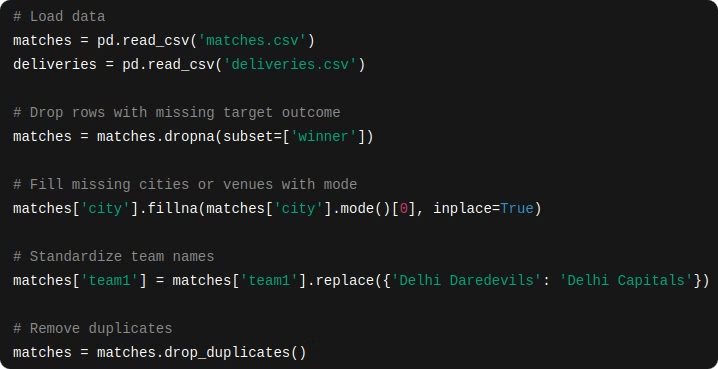 # Load data
matches = pd.read_csv('matches.csv')
deliveries = pd.read_csv('deliveries.csv')

# Drop rows with missing target outcome
matches = matches.dropna(subset=['winner'])

# Fill missing cities or venues with mode
matches['city'].fillna(matches['city'].mode()[0], inplace=True)

# Standardize team names
matches['team1'] = matches['team1'].replace({'Delhi Daredevils': 'Delhi Capitals'})

# Remove duplicates
matches = matches.drop_duplicates()